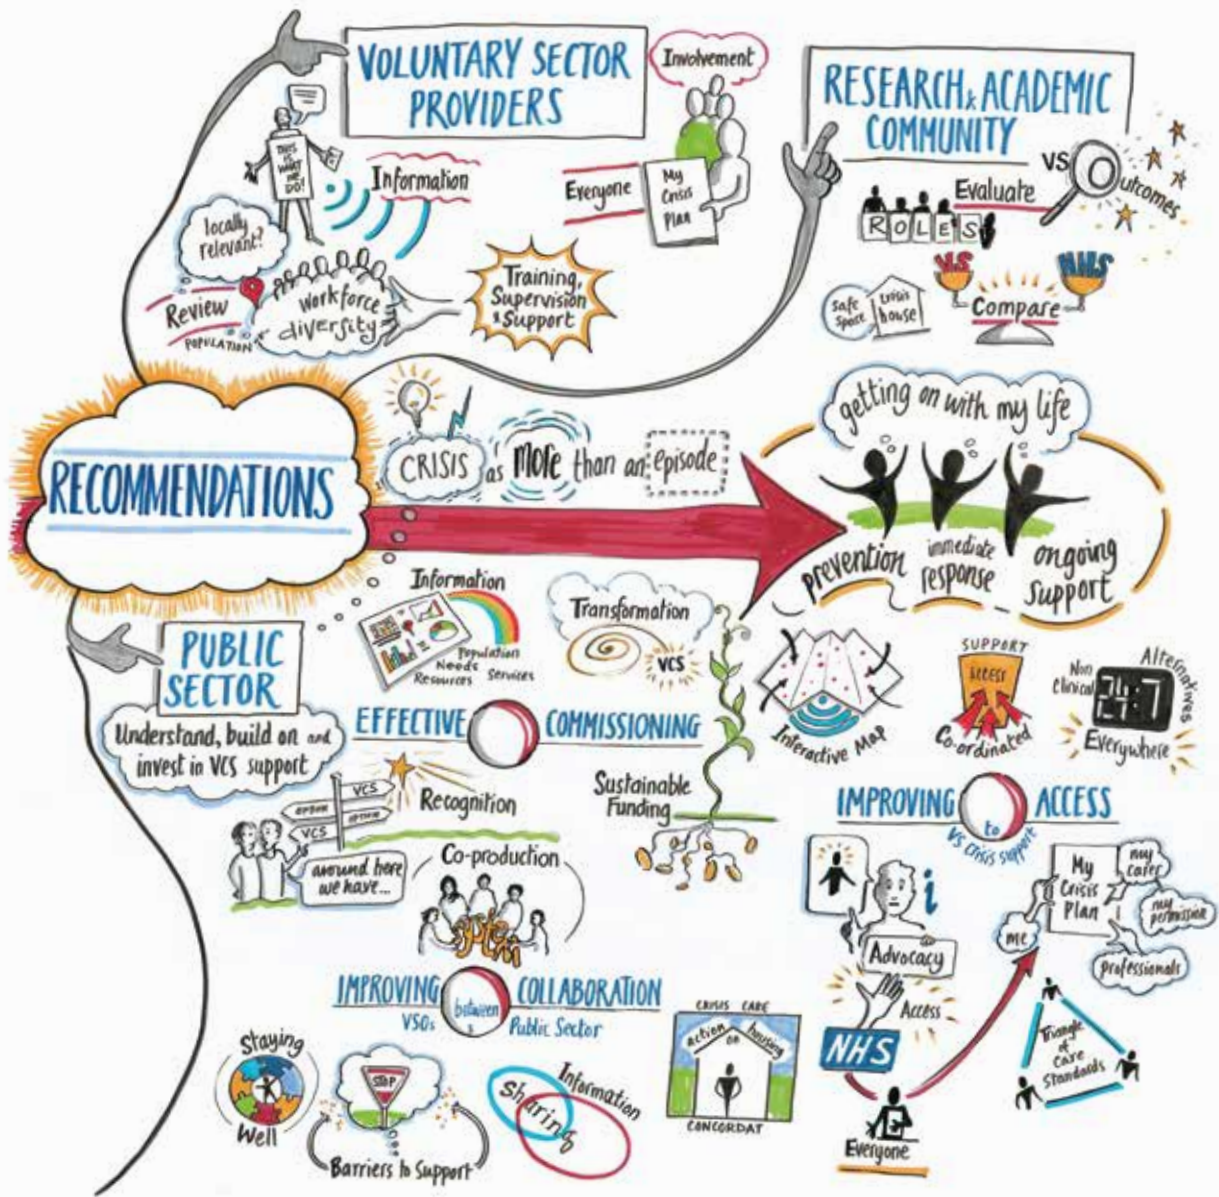 VOLUNTARY SECTOR
PROVIDERS
Involvement
THIS
IS
WHAT
WE
DO!
Information
Everyone
My
Crisis
Plan
locally
relevant?
Review
POPULATION
Workforce
diversity
Training,
Supervision
& Support
RESEARCH & ACADEMIC
COMMUNITY
VS
Evaluate
Outcomes
ROLES
Safe
Space
Crisis
house
VS
NHS
Compare
RECOMMENDATIONS
CRISIS as more than an episode
getting on with my life
prevention
immediate
response
ongoing
support
PUBLIC
SECTOR
Understand, build on and
invest in VCS support
Information
Population
Needs
Resources Services
Transformation
VCS
EFFECTIVE COMMISSIONING
Sustainable
Funding
VCS
OPTION
OPTION
VCS
around here
we have...
Recognition
Co-production
System
Interactive Map
SUPPORT
ACCESS
Co-ordinated
Non
Clinical
24:7
Alternatives
Everywhere
IMPROVING ACCESS
to
VS Crisis support
i
Advocacy
Access
NHS
Everyone
me
My
Crisis
Plan
my
carer
my
permission
professionals
Triangle
of
Care
Standards
IMPROVING between COLLABORATION
VSOs &
Public Sector
Staying
Well
STOP
Barriers to Support
Sharing
Information
CRISIS CARE
action on housing
CONCORDAT